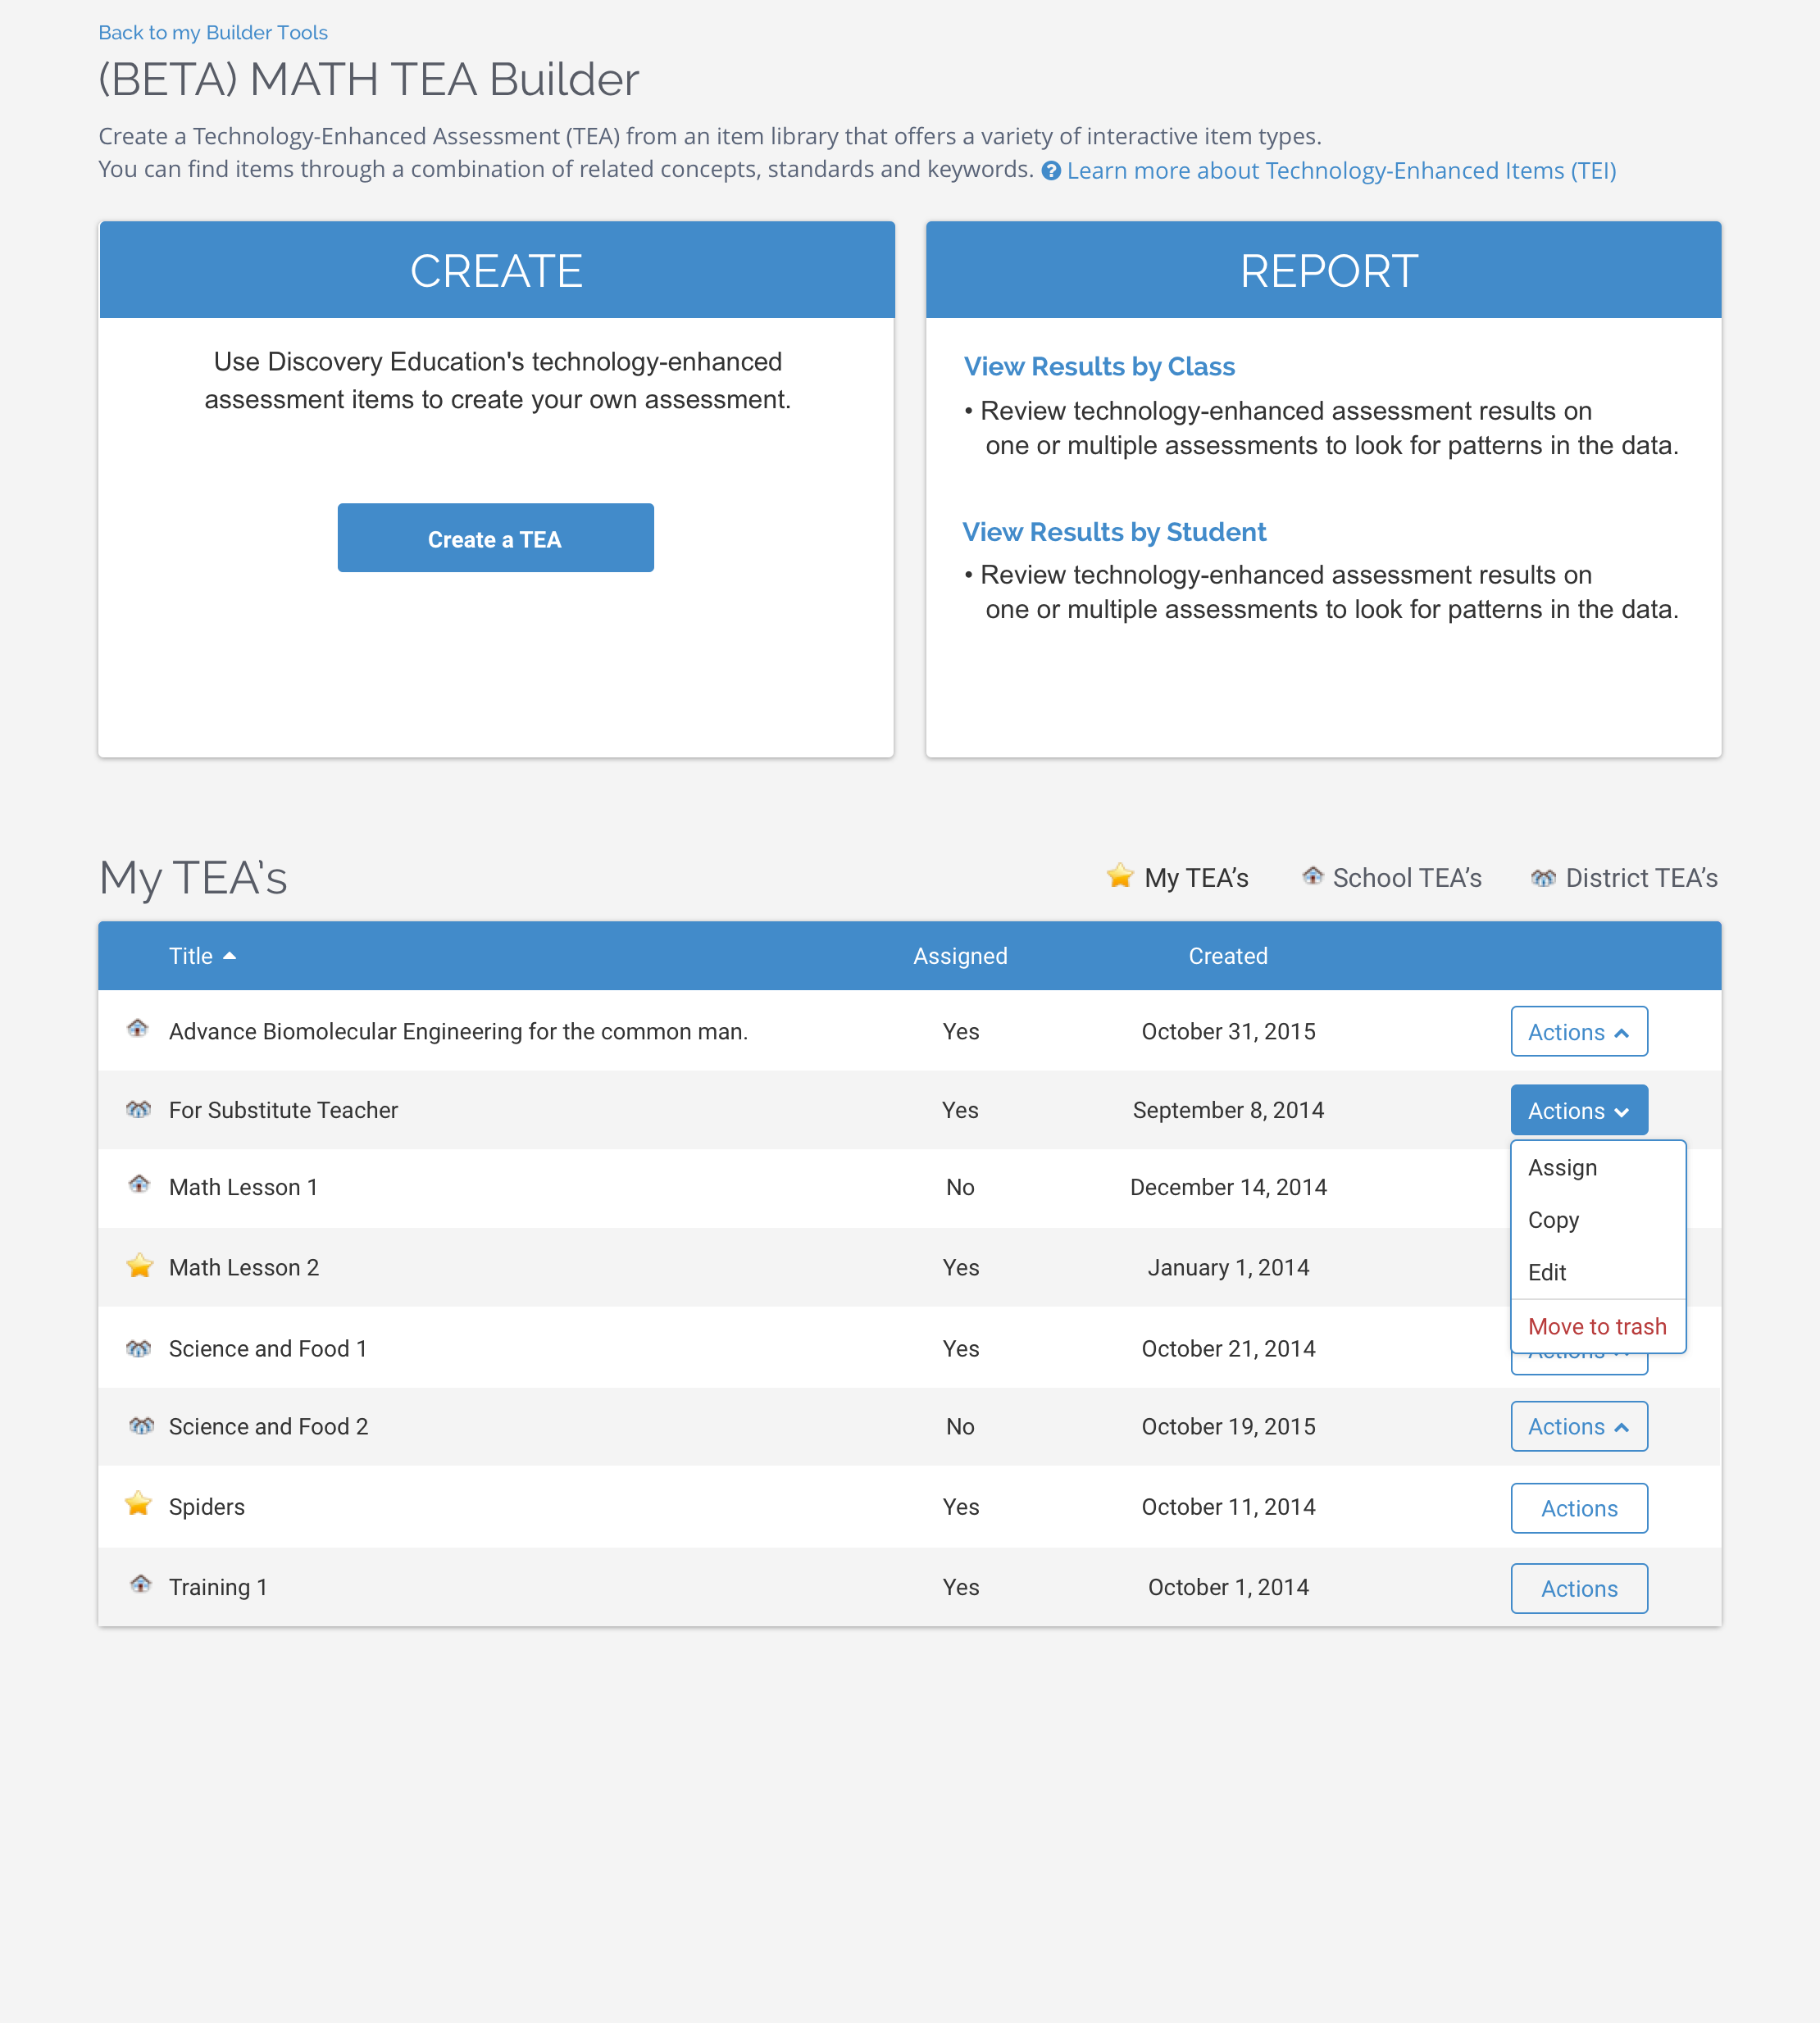 Back to my Builder Tools
(BETA) MATH TEA Builder
Create a Technology-Enhanced Assessment (TEA) from an item library that offers a variety of interactive item types.
You can find items through a combination of related concepts, standards and keywords. Learn more about Technology-Enhanced Items (TEI)
CREATE
Use Discovery Education's technology-enhanced
assessment items to create your own assessment.
Create a TEA
REPORT
View Results by Class
• Review technology-enhanced assessment results on
one or multiple assessments to look for patterns in the data.
View Results by Student
• Review technology-enhanced assessment results on
one or multiple assessments to look for patterns in the data.
My TEA's
My TEA’s School TEA’s District TEA’s
Title Assigned Created
Advance Biomolecular Engineering for the common man. Yes October 31, 2015 Actions
For Substitute Teacher Yes September 8, 2014 Actions
Math Lesson 1 No December 14, 2014
Math Lesson 2 Yes January 1, 2014
Assign
Copy
Edit
Move to trash
Science and Food 1 Yes October 21, 2014
Science and Food 2 No October 19, 2015 Actions
Spiders Yes October 11, 2014 Actions
Training 1 Yes October 1, 2014 Actions